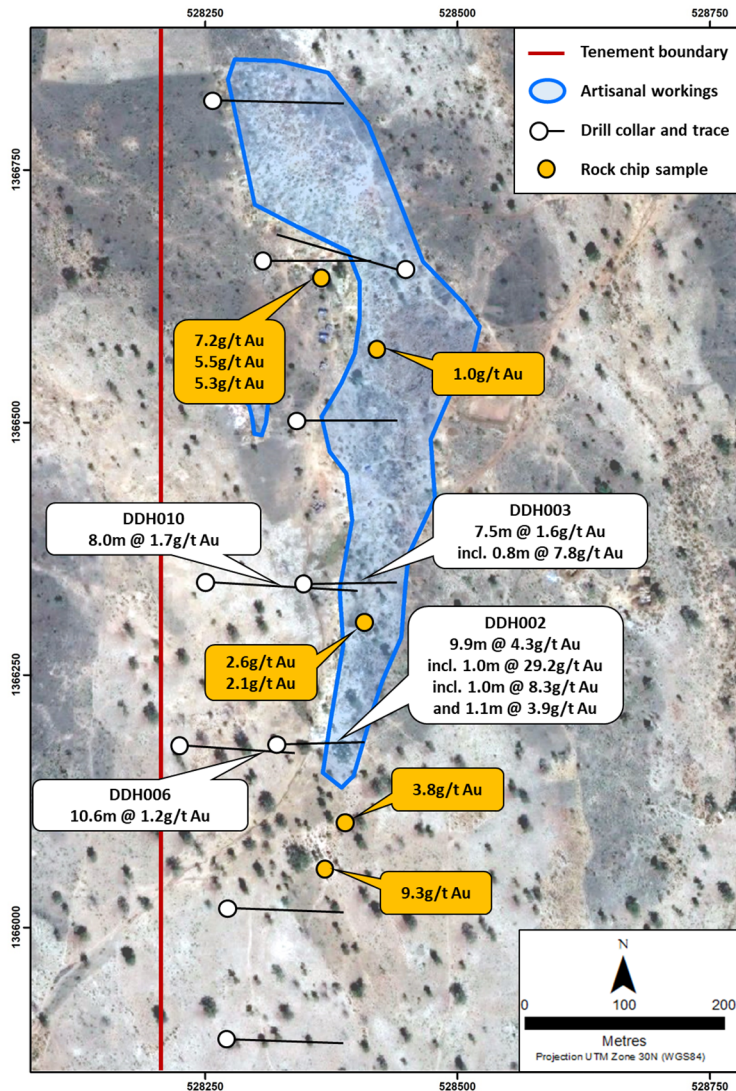 528250
528500
528750
Tenement boundary
Artisanal workings
Drill collar and trace
Rock chip sample
1366750
7.2g/t Au
5.5g/t Au
5.3g/t Au
1.0g/t Au
1366500
DDH010
8.0m @ 1.7g/t Au
DDH003
7.5m @ 1.6g/t Au
incl. 0.8m @ 7.8g/t Au
DDH002
9.9m @ 4.3g/t Au
incl. 1.0m @ 29.2g/t Au
incl. 1.0m @ 8.3g/t Au
and 1.1m @ 3.9g/t Au
2.6g/t Au
2.1g/t Au
1366250
DDH006
10.6m @ 1.2g/t Au
3.8g/t Au
9.3g/t Au
1366000
N
0 100 200
Metres
Projection UTM Zone 30N (WGS84)
528250
528500
528750